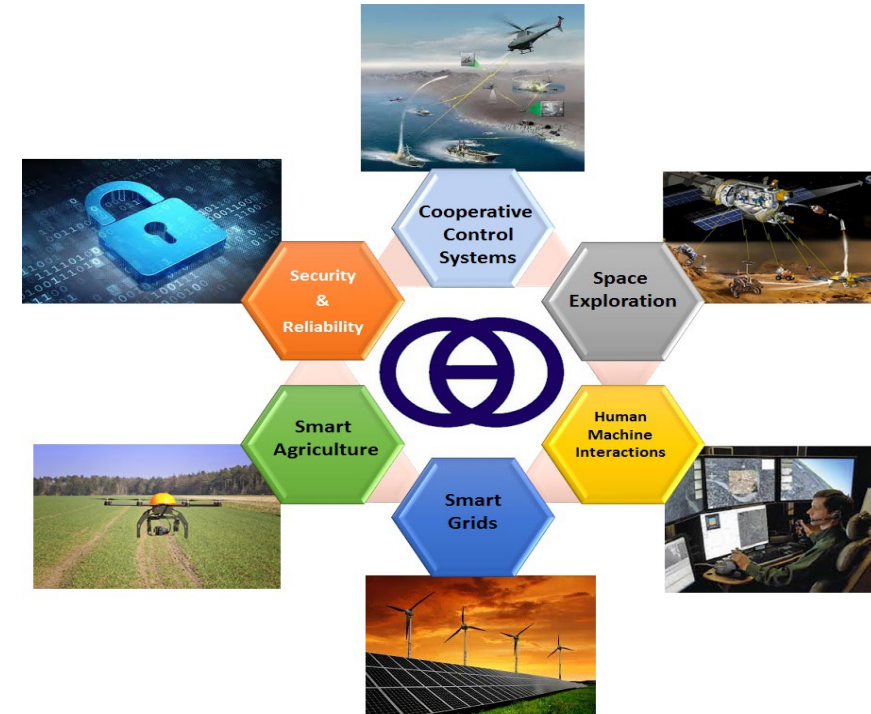 Cooperative
Control
Systems
Space
Exploration
Human
Machine
Interactions
Smart
Grids
Smart
Agriculture
Security
&
Reliability